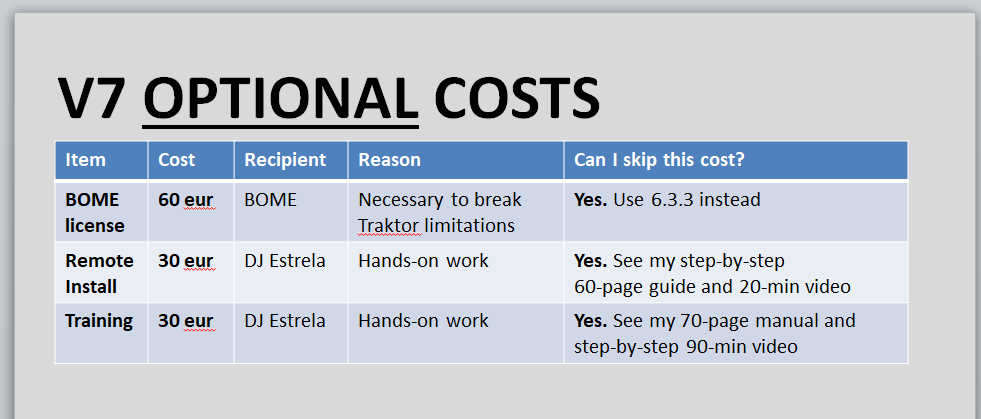 V7 OPTIONAL COSTS
Item Cost Recipient Reason Can I skip this cost?
BOME license 60 eur BOME Necessary to break Traktor limitations Yes. Use 6.3.3 instead
Remote Install 30 eur DJ Estrela Hands-on work Yes. See my step-by-step 60-page guide and 20-min video
Training 30 eur DJ Estrela Hands-on work Yes. See my 70-page manual and step-by-step 90-min video